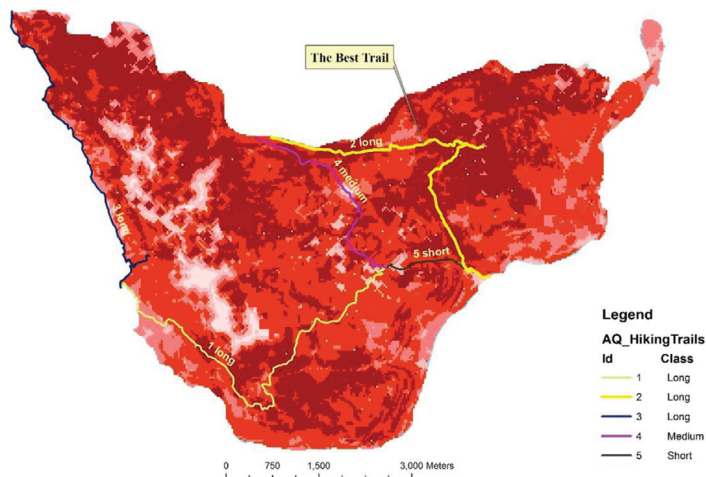 The Best Trail
2 long
4 medium
3 long
5 short
1 long
Legend
AQ_HikingTrails
Id Class
1 Long
2 Long
3 Long
4 Medium
5 Short
0 750 1,500 3,000 Meters